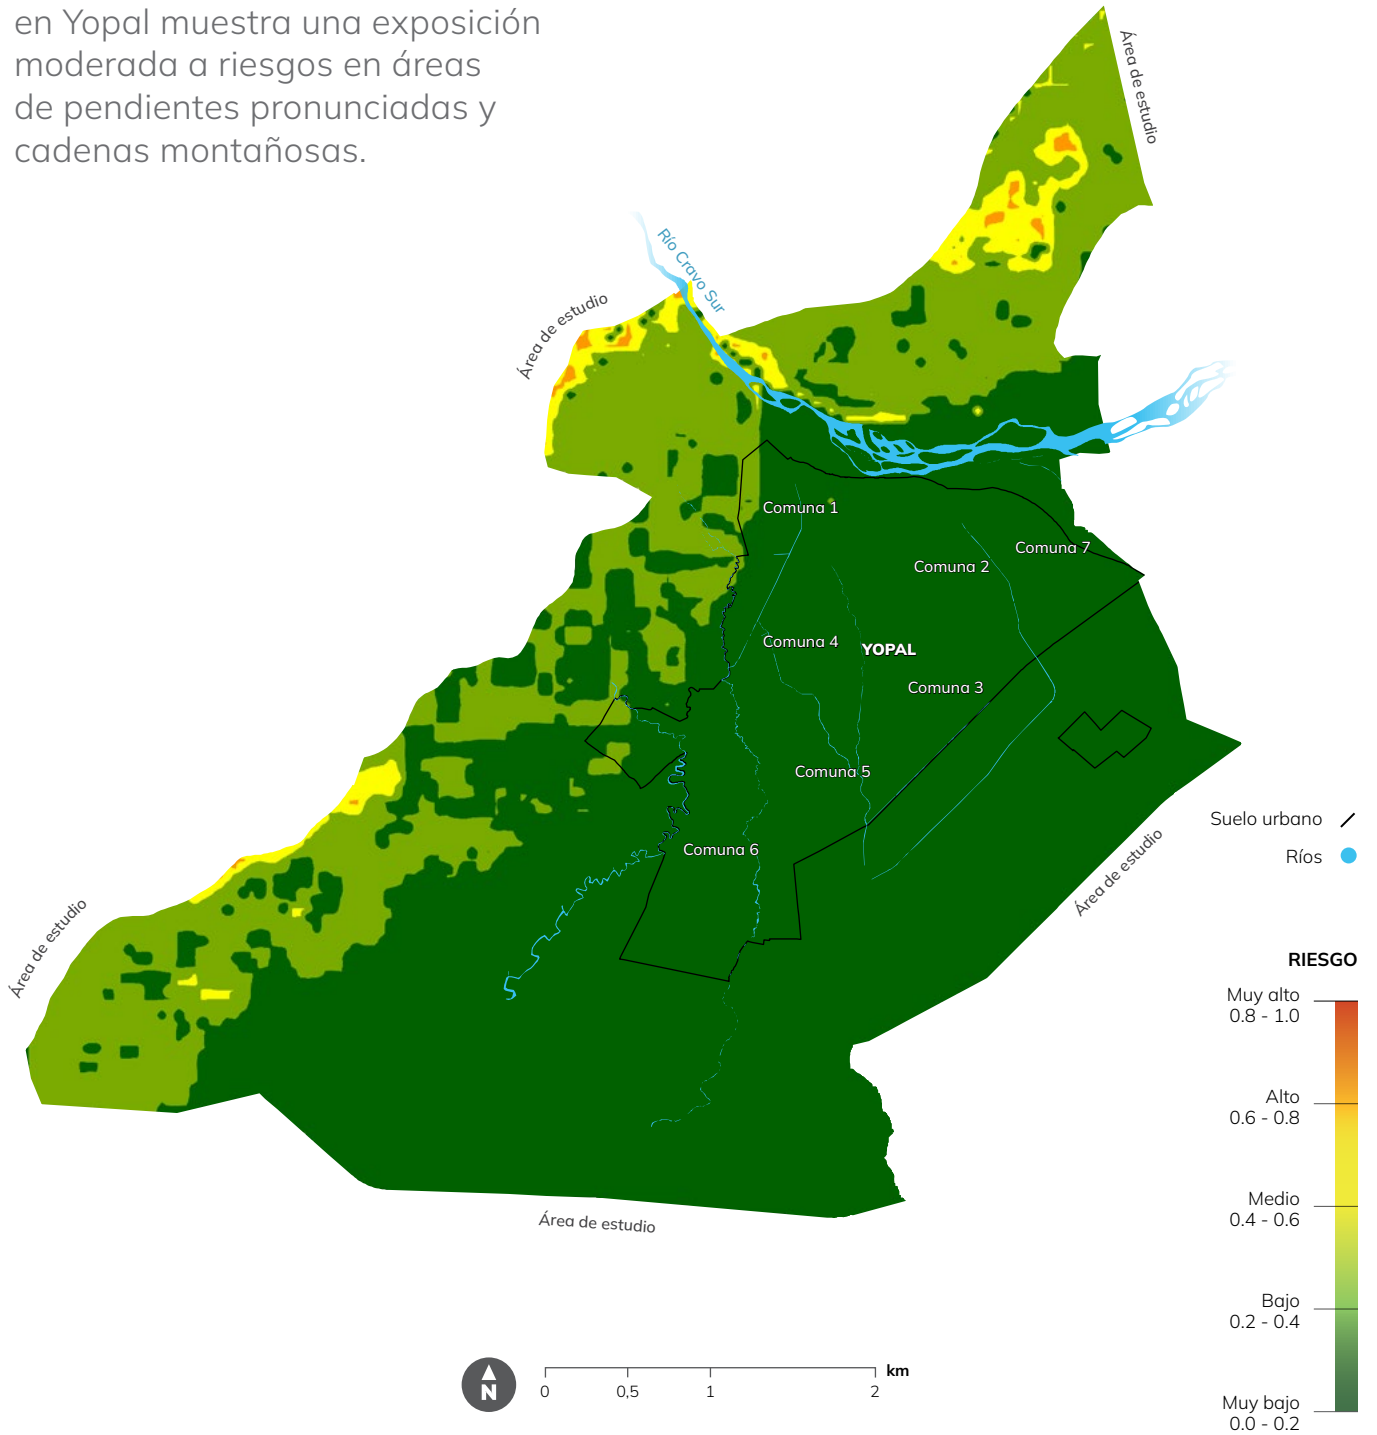 en Yopal muestra una exposición
moderada a riesgos en áreas
de pendientes pronunciadas y
cadenas montañosas.
Área de estudio
Río Cravo Sur
Área de estudio
Comuna 1
Comuna 7
Comuna 2
Comuna 4
YOPAL
Comuna 3
Comuna 5
Comuna 6
Suelo urbano
Ríos
Área de estudio
Área de estudio
Área de estudio
RIESGO
Muy alto
0.8 - 1.0
Alto
0.6 - 0.8
Medio
0.4 - 0.6
Bajo
0.2 - 0.4
Muy bajo
0.0 - 0.2
N
km
0 0,5 1 2